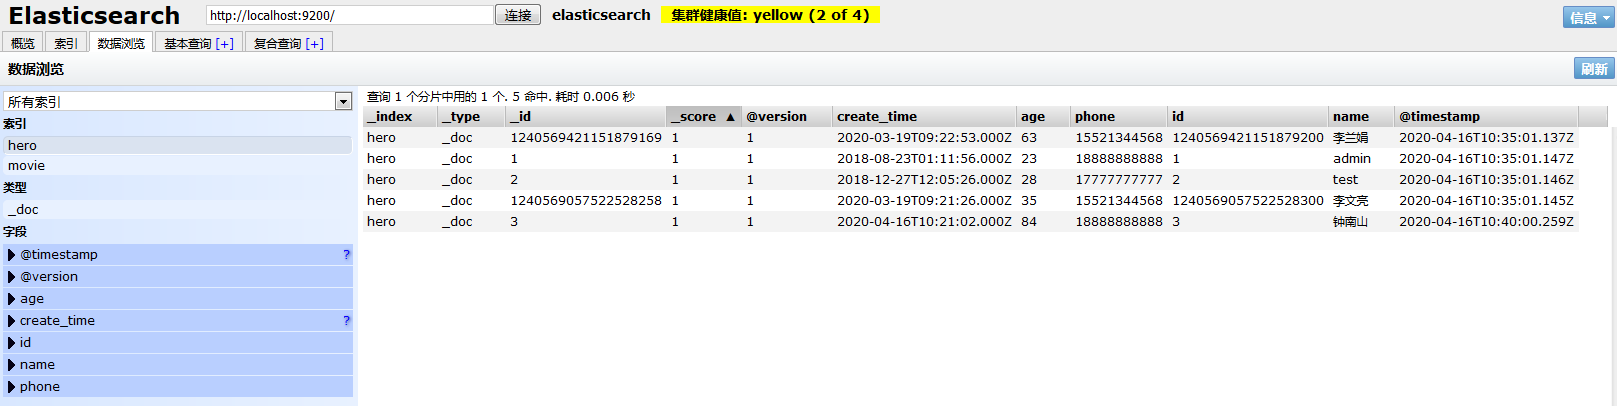 Elasticsearch http://localhost:9200/ 连接 elasticsearch 集群健康值: yellow (2 of 4) 信息
概览 索引 数据浏览 基本查询 [+] 复合查询 [+]
数据浏览 刷新
所有索引
索引
hero
movie
类型
_doc
字段
@timestamp ?
@version
age
create_time ?
id
name
phone
查询 1 个分片中用的 1 个. 5 命中. 耗时 0.006 秒
_index _type _id _score ▲ @version create_time age phone id name @timestamp
hero _doc 1240569421151879169 1 1 2020-03-19T09:22:53.000Z 63 15521344568 1240569421151879200 李兰娟 2020-04-16T10:35:01.137Z
hero _doc 1 1 1 2018-08-23T01:11:56.000Z 23 18888888888 1 admin 2020-04-16T10:35:01.147Z
hero _doc 2 1 1 2018-12-27T12:05:26.000Z 28 17777777777 2 test 2020-04-16T10:35:01.146Z
hero _doc 1240569057522528258 1 1 2020-03-19T09:21:26.000Z 35 15521344568 1240569057522528300 李文亮 2020-04-16T10:35:01.145Z
hero _doc 3 1 1 2020-04-16T10:21:02.000Z 84 18888888888 3 钟南山 2020-04-16T10:40:00.259Z